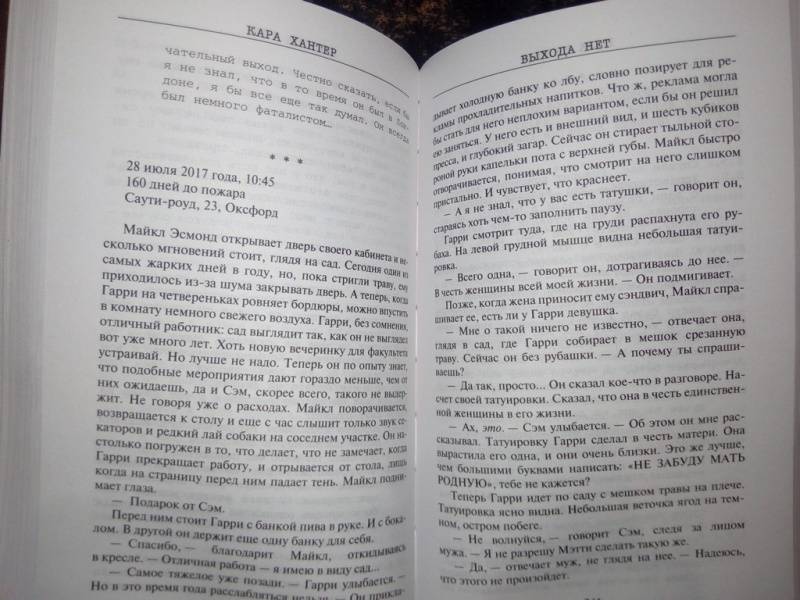 КАРА ХАНТЕР
чательный выход. Честно сказать, если бы
я не знал, что в то время он был в Лон-
доне, я бы все еще так думал. Он всегда
был немного фаталистом…
* * *
28 июля 2017 года, 10:45
160 дней до пожара
Саути-роуд, 23, Оксфорд
Майкл Эсмонд открывает дверь своего кабинета и не-
сколько мгновений стоит, глядя на сад. Сегодня один из
самых жарких дней в году, но, пока стригли траву, ему
приходилось из-за шума закрывать дверь. А теперь, когда
Гарри на четвереньках ровняет бордюры, можно впустить
в комнату немного свежего воздуха. Гарри, без сомнения,
отличный работник: сад выглядит так, как он не выглядел
вот уже много лет. Хоть новую вечеринку для факультета
устраивай. Но лучше не надо. Теперь он по опыту знает,
что подобные мероприятия дают гораздо меньше, чем от
них ожидаешь, да и Сэм, скорее всего, такого не выдер-
жит. Не говоря уже о расходах. Майкл поворачивается,
возвращается к столу и еще с час слышит только звук се-
каторов и редкий лай собаки на соседнем участке. Он на-
столько погружен в то, что делает, что не замечает, когда
Гарри прекращает работу, и отрывается от стола, лишь
когда на страницу перед ним падает тень. Майкл подни-
мает глаза.
— Подарок от Сэм.
Перед ним стоит Гарри с банкой пива в руке. И с бока-
лом. В другой он держит еще одну банку для себя.
— Спасибо, — благодарит Майкл, откидываясь
в кресле. — Отличная работа — я имею в виду сад...
— Самое тяжелое уже позади. — Гарри улыбается. —
Но в это время года расслабляться нельзя. — Он прикла-
ВЫХОДА НЕТ
дывает холодную банку ко лбу, словно позирует для ре-
кламы прохладительных напитков. Что ж, реклама могла
бы стать для него неплохим вариантом, если бы он решил
ею заняться. У него есть и внешний вид, и шесть кубиков
пресса, и глубокий загар. Сейчас он стирает тыльной сто-
роной руки капельки пота с верхней губы. Майкл быстро
отворачивается, понимая, что смотрит на него слишком
пристально. И чувствует, что краснеет.
— А я не знал, что у вас есть татушки, — говорит он,
стараясь хоть чем-то заполнить паузу.
Гарри смотрит туда, где на груди распахнута его ру-
баха. На левой грудной мышце видна небольшая татуи-
ровка.
— Всего одна, — говорит он, дотрагиваясь до нее. —
В честь женщины всей моей жизни. — Он подмигивает.
Позже, когда жена приносит ему сэндвич, Майкл спра-
шивает ее, есть ли у Гарри девушка.
— Мне о такой ничего не известно, — отвечает она,
глядя в сад, где Гарри собирает в мешок срезанную
траву. Сейчас он без рубашки. — А почему ты спраши-
ваешь?
— Да так, просто... Он сказал кое-что в разговоре. На-
счет своей татуировки. Сказал, что она в честь единствен-
ной женщины в его жизни.
— Ах, это. — Сэм улыбается. — Об этом он мне рас-
сказывал. Татуировку Гарри сделал в честь матери. Она
вырастила его одна, и они очень близки. Это же лучше,
чем большими буквами написать: «НЕ ЗАБУДУ МАТЬ
РОДНУЮ», тебе не кажется?
Теперь Гарри идет по саду с мешком травы на плече.
Татуировка ясно видна. Небольшая веточка ягод на тем-
ном, остром побеге.
— Не волнуйся, — говорит Сэм, следя за лицом
мужа. — Я не разрешу Мэтти сделать такую же.
— Да, — отвечает муж, не глядя на нее. — Надеюсь,
что этого не произойдет.